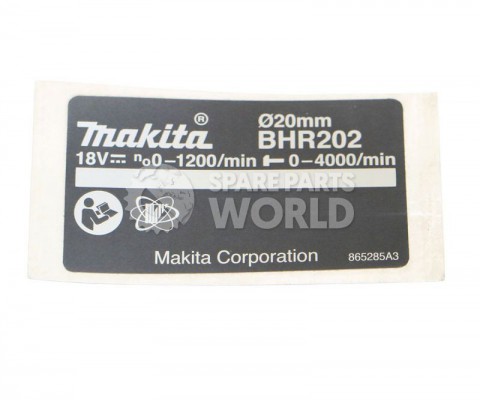 makita® Ø20mm
BHR202
18V⎓ n₀0–1200/min 0–4000/min
SPARE PARTS
WORLD
Makita Corporation 865285A3